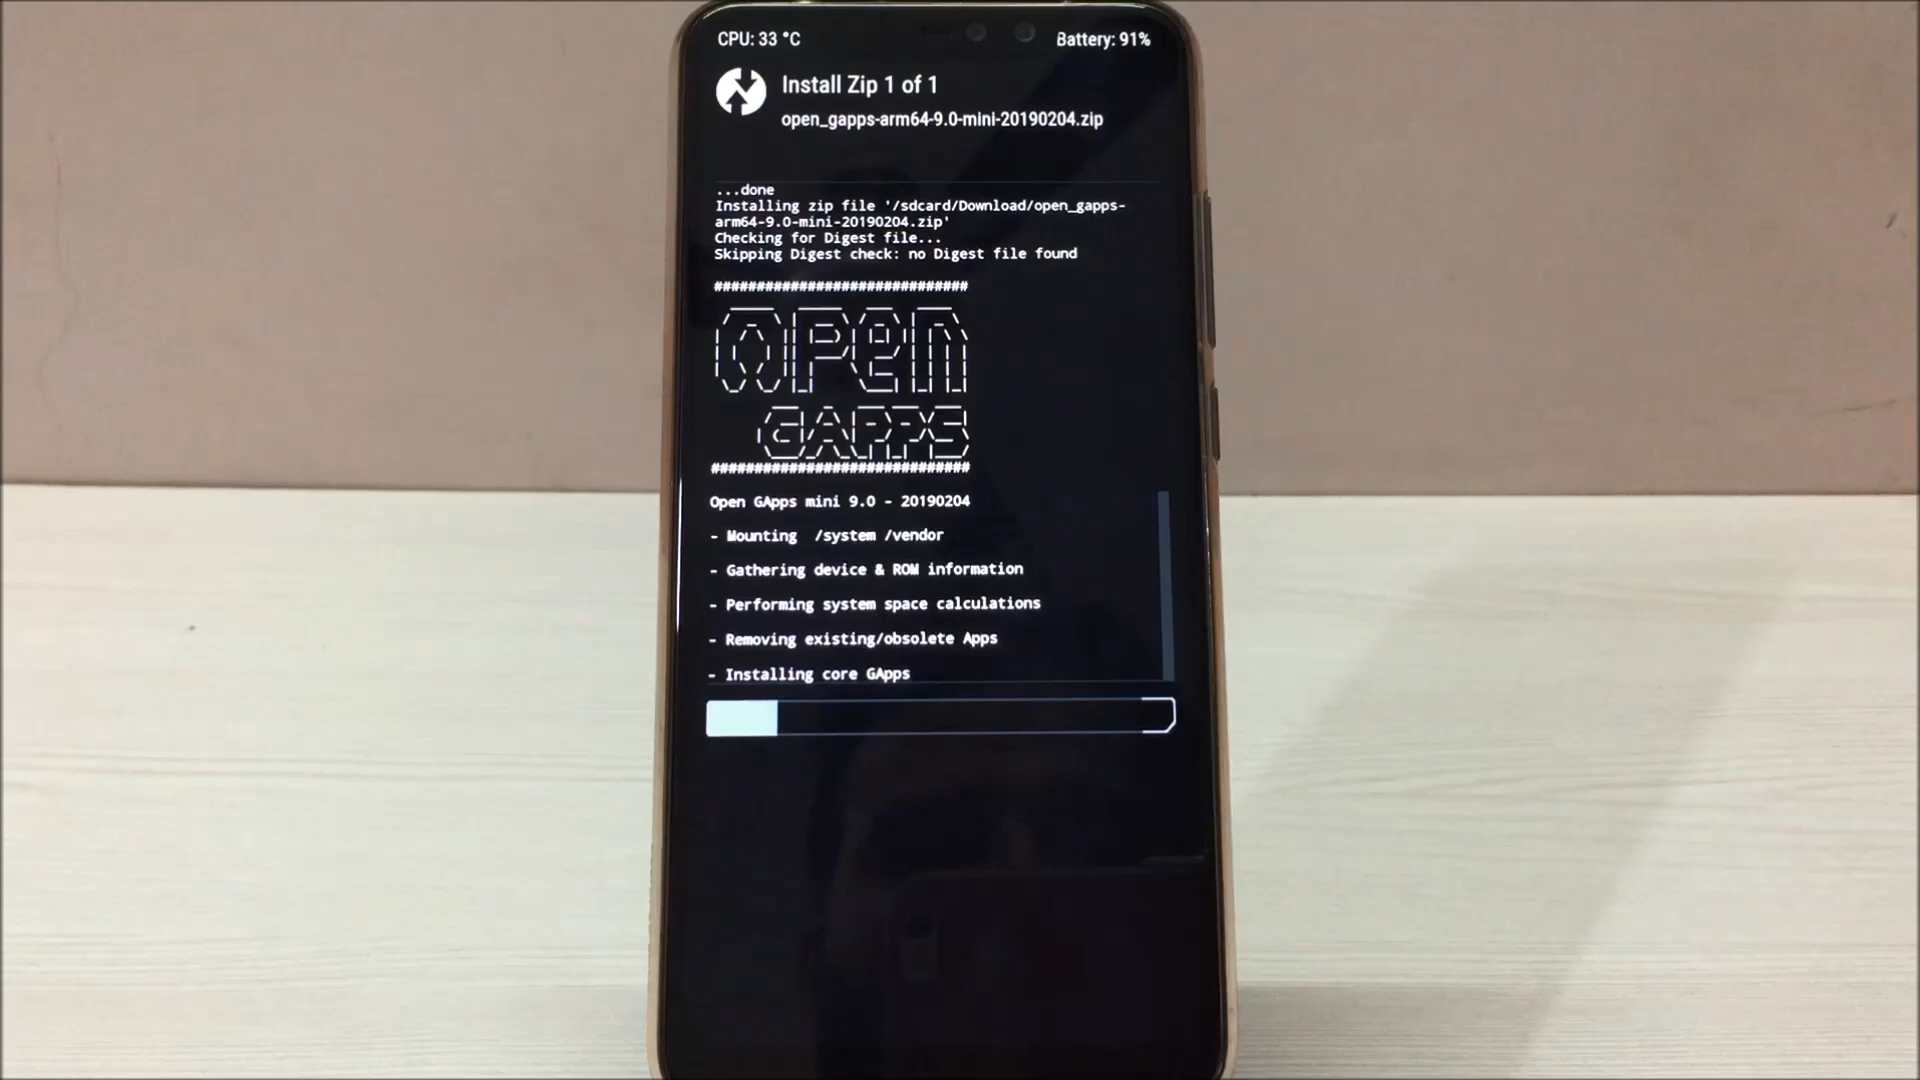 CPU: 33 °C
Battery: 91%
Install Zip 1 of 1
open_gapps-arm64-9.0-mini-20190204.zip
...done
Installing zip file '/sdcard/Download/open_gapps-
arm64-9.0-mini-20190204.zip'
Checking for Digest file...
Skipping Digest check: no Digest file found
##############################
OPen
GAPPS
##############################
Open GApps mini 9.0 - 20190204
- Mounting  /system /vendor
- Gathering device & ROM information
- Performing system space calculations
- Removing existing/obsolete Apps
- Installing core GApps